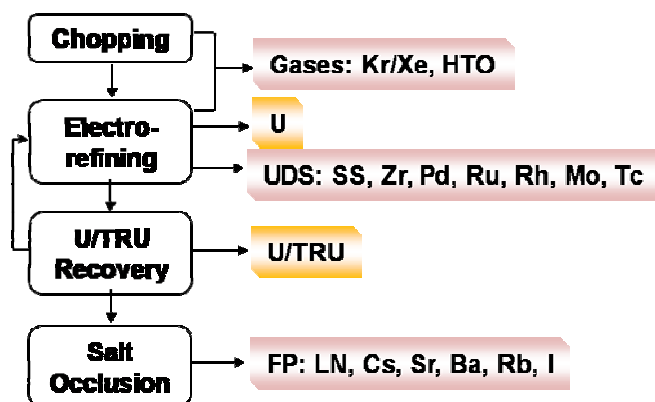 Chopping
Gases: Kr/Xe, HTO
Electro-
refining
U
UDS: SS, Zr, Pd, Ru, Rh, Mo, Tc
U/TRU
Recovery
U/TRU
Salt
Occlusion
FP: LN, Cs, Sr, Ba, Rb, I